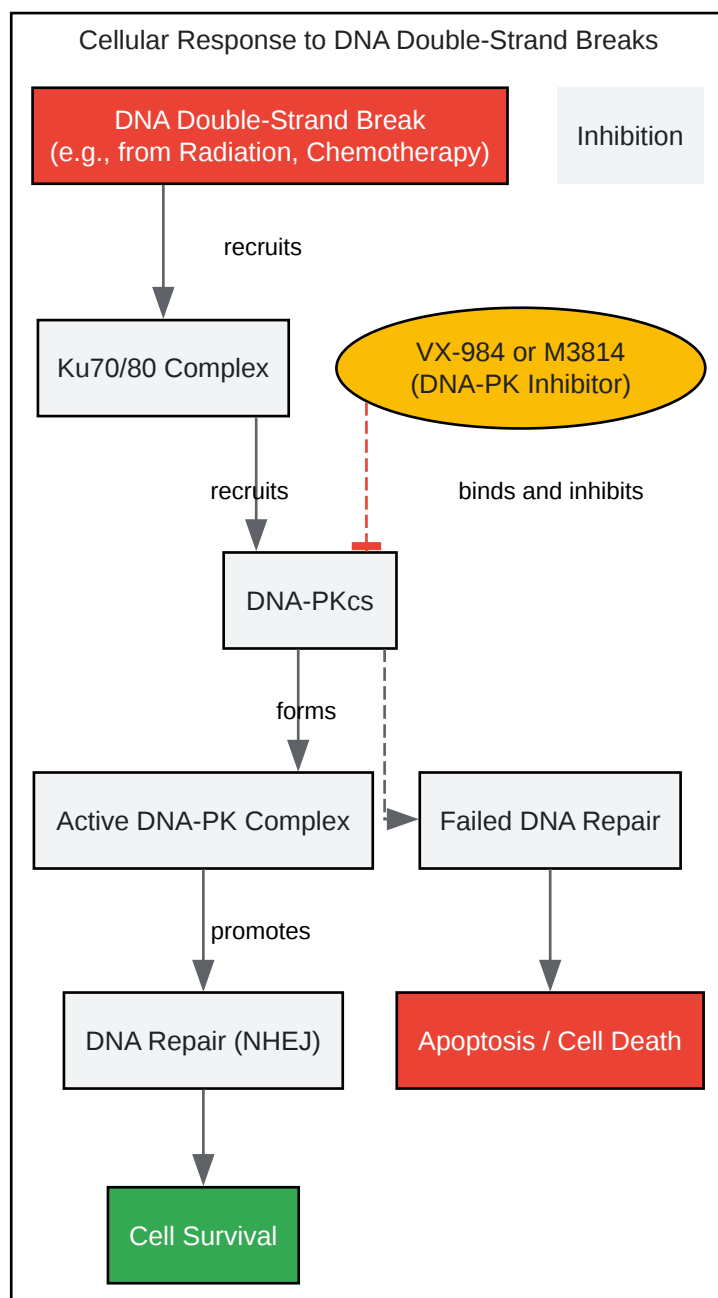 Cellular Response to DNA Double-Strand Breaks
DNA Double-Strand Break
(e.g., from Radiation, Chemotherapy)
Inhibition
recruits
Ku70/80 Complex
VX-984 or M3814
(DNA-PK Inhibitor)
recruits
binds and inhibits
DNA-PKcs
forms
Active DNA-PK Complex
Failed DNA Repair
promotes
DNA Repair (NHEJ)
Apoptosis / Cell Death
Cell Survival